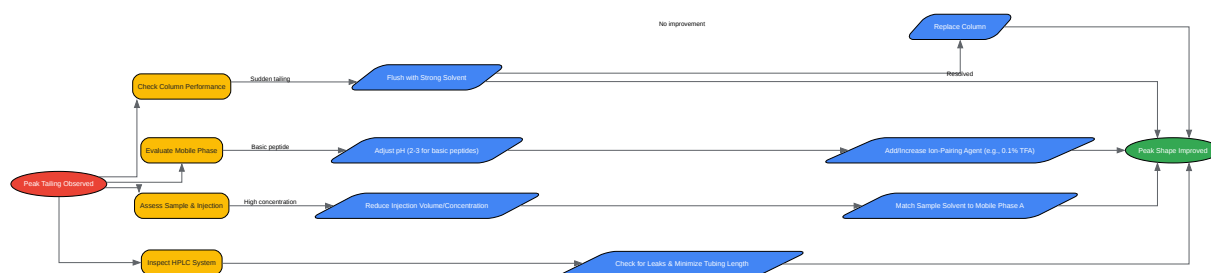 No improvement
Replace Column
Sudden tailing
Flush with Strong Solvent
Resolved
Check Column Performance
Evaluate Mobile Phase
Basic peptide
Adjust pH (2-3 for basic peptides)
Add/Increase Ion-Pairing Agent (e.g., 0.1% TFA)
Peak Shape Improved
Peak Tailing Observed
Assess Sample & Injection
High concentration
Reduce Injection Volume/Concentration
Match Sample Solvent to Mobile Phase A
Inspect HPLC System
Check for Leaks & Minimize Tubing Length